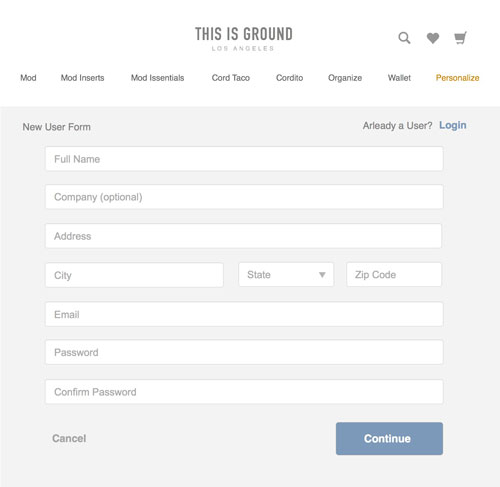 THIS IS GROUND
LOS ANGELES
Mod Mod Inserts Mod Issentials Cord Taco Cordito Organize Wallet Personalize
New User Form Arleady a User? Login
Full Name
Company (optional)
Address
City State Zip Code
Email
Password
Confirm Password
Cancel Continue